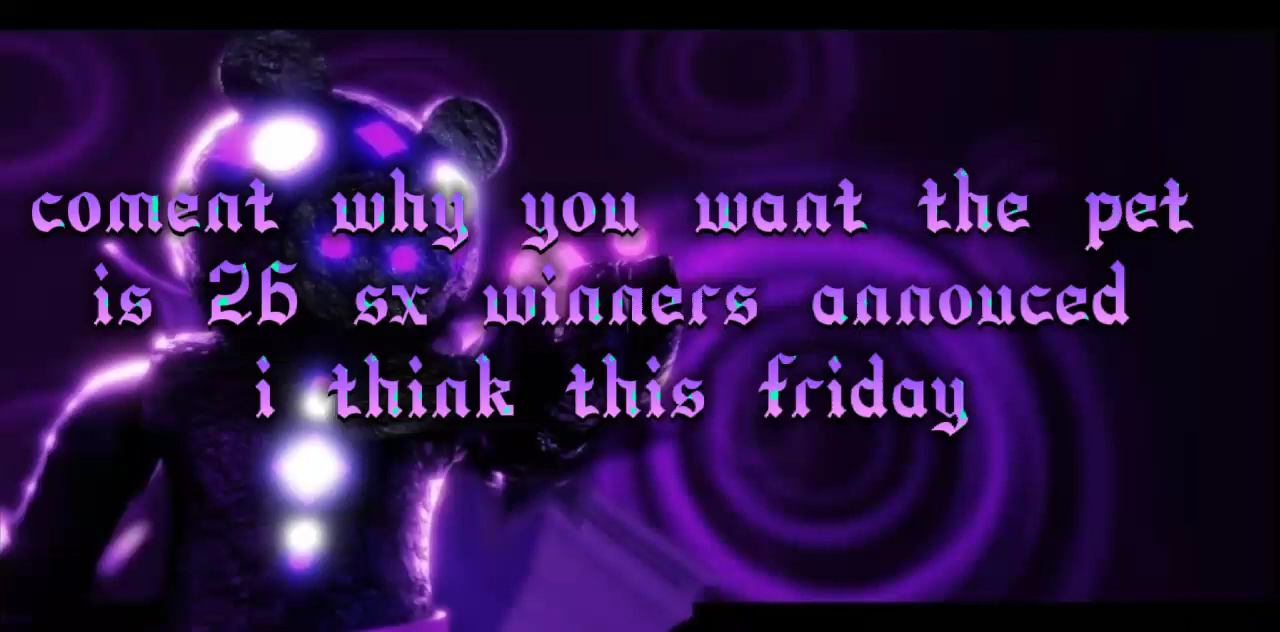 coment why you want the pet
is 26 sx winners annouced
i think this friday